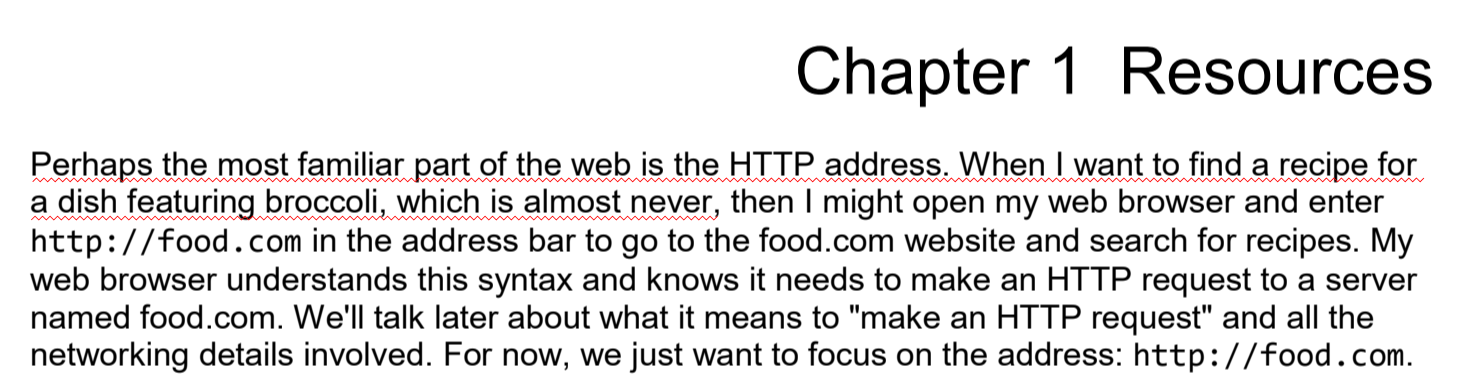 Chapter 1 Resources
Perhaps the most familiar part of the web is the HTTP address. When I want to find a recipe for
a dish featuring broccoli, which is almost never, then I might open my web browser and enter
http://food.com in the address bar to go to the food.com website and search for recipes. My
web browser understands this syntax and knows it needs to make an HTTP request to a server
named food.com. We'll talk later about what it means to "make an HTTP request" and all the
networking details involved. For now, we just want to focus on the address: http://food.com.